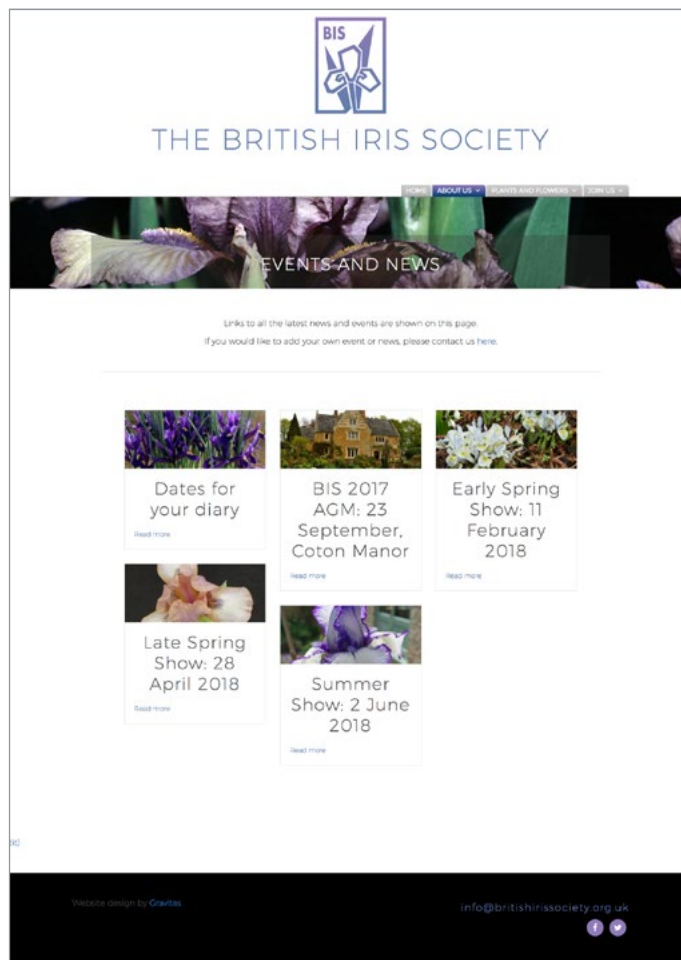 BIS
THE BRITISH IRIS SOCIETY
HOME ABOUT US PLANTS AND FLOWERS JOIN US
EVENTS AND NEWS
Links to all the latest news and events are shown on this page.
If you would like to add your own event or news, please contact us here.
Dates for
your diary
Read more
BIS 2017
AGM: 23
September,
Coton Manor
Read more
Early Spring
Show: 11
February
2018
Read more
Late Spring
Show: 28
April 2018
Read more
Summer
Show: 2 June
2018
Read more
Website design by Gravitas
info@britishirissociety.org.uk